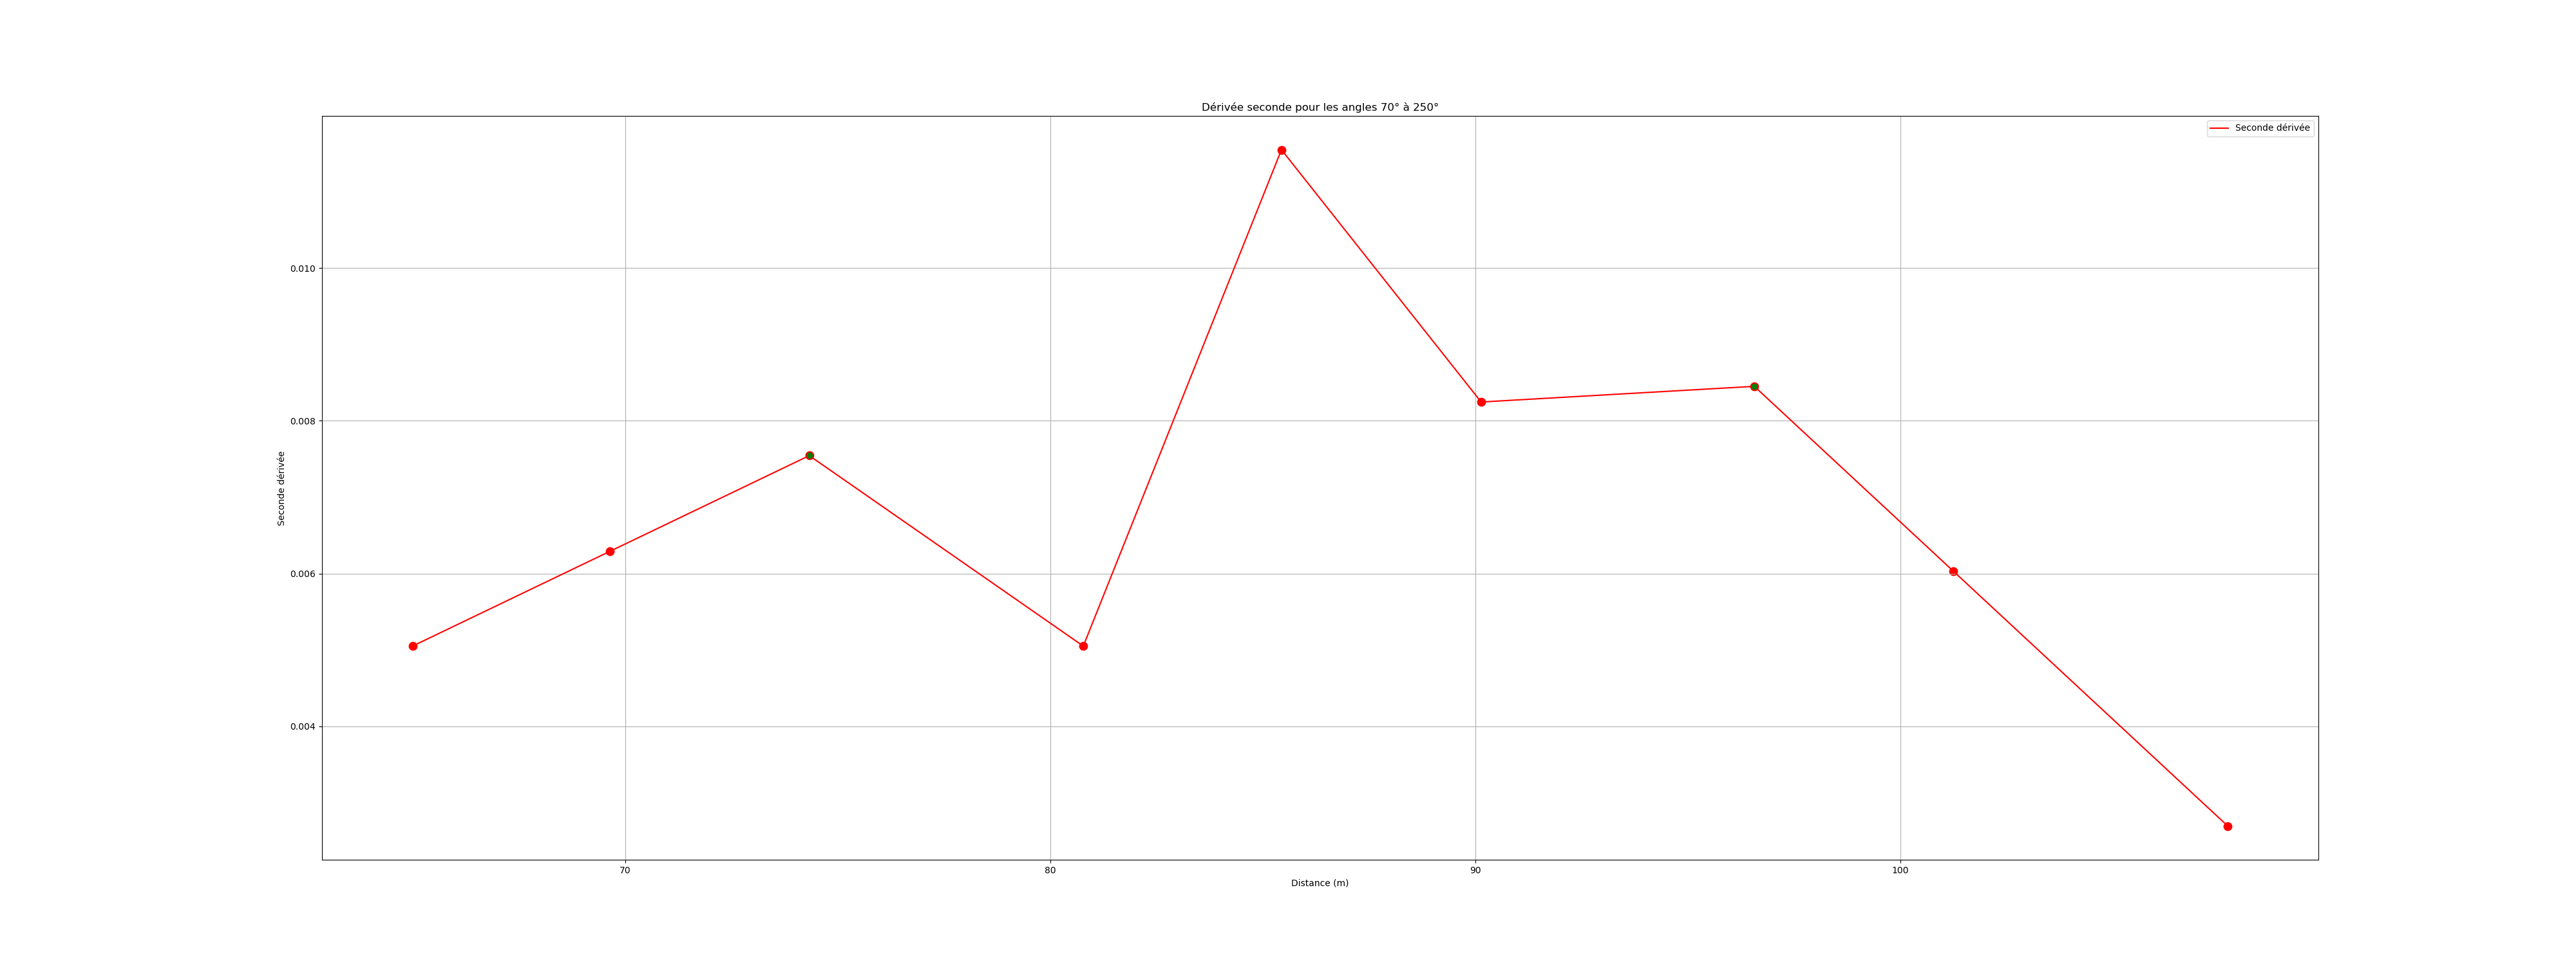 Dérivée seconde pour les angles 70° à 250°
Seconde dérivée
0.010
0.008
0.006
0.004
Seconde dérivée
70
80
90
100
Distance (m)